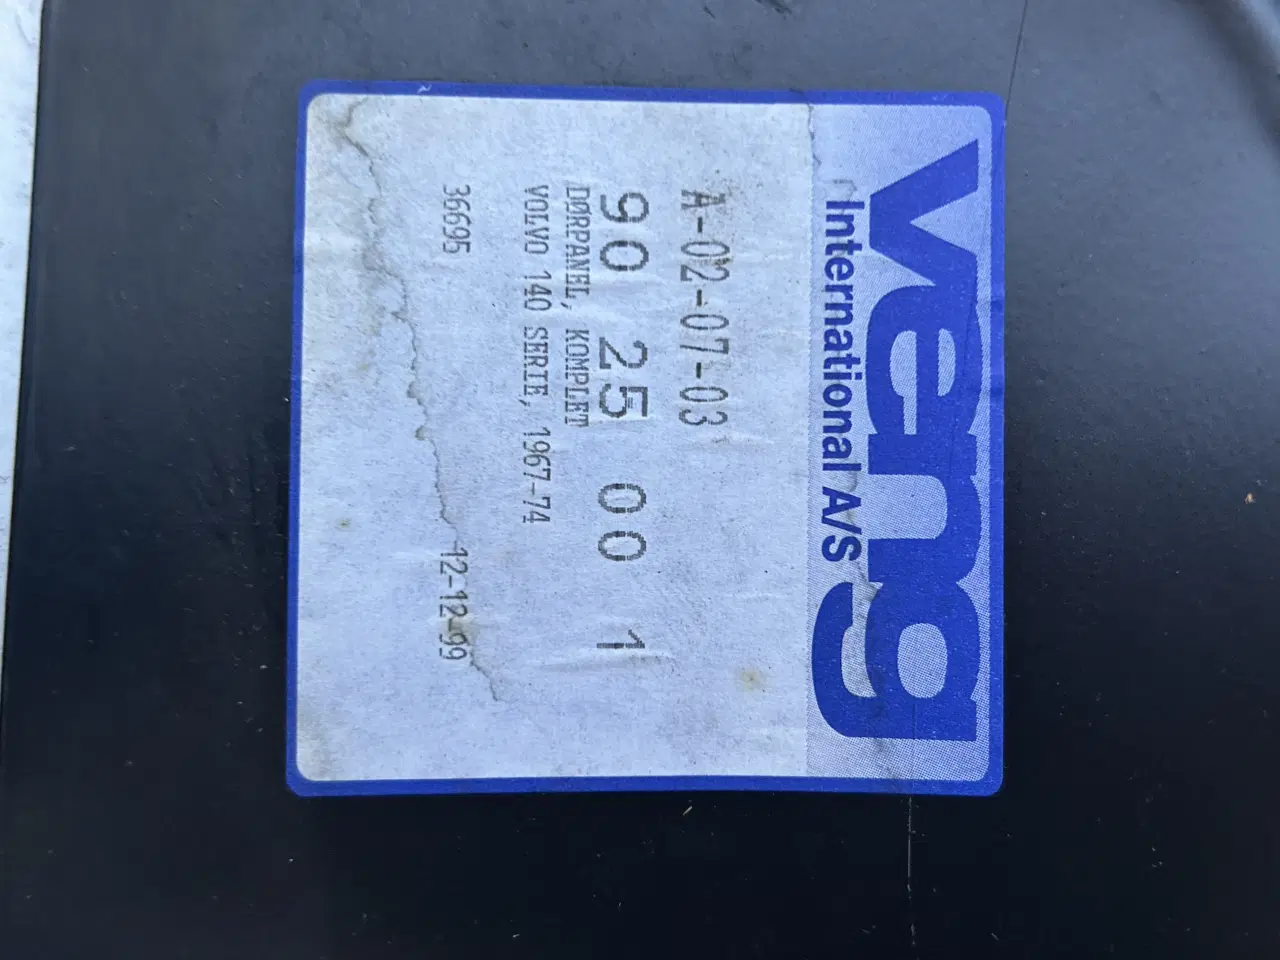 veng
International A/S
A-02-07-03
90 25 00 1
DØRPANEL, KOMPLET
VOLVO 140 SERIE, 1967-74
36695 12-12-99